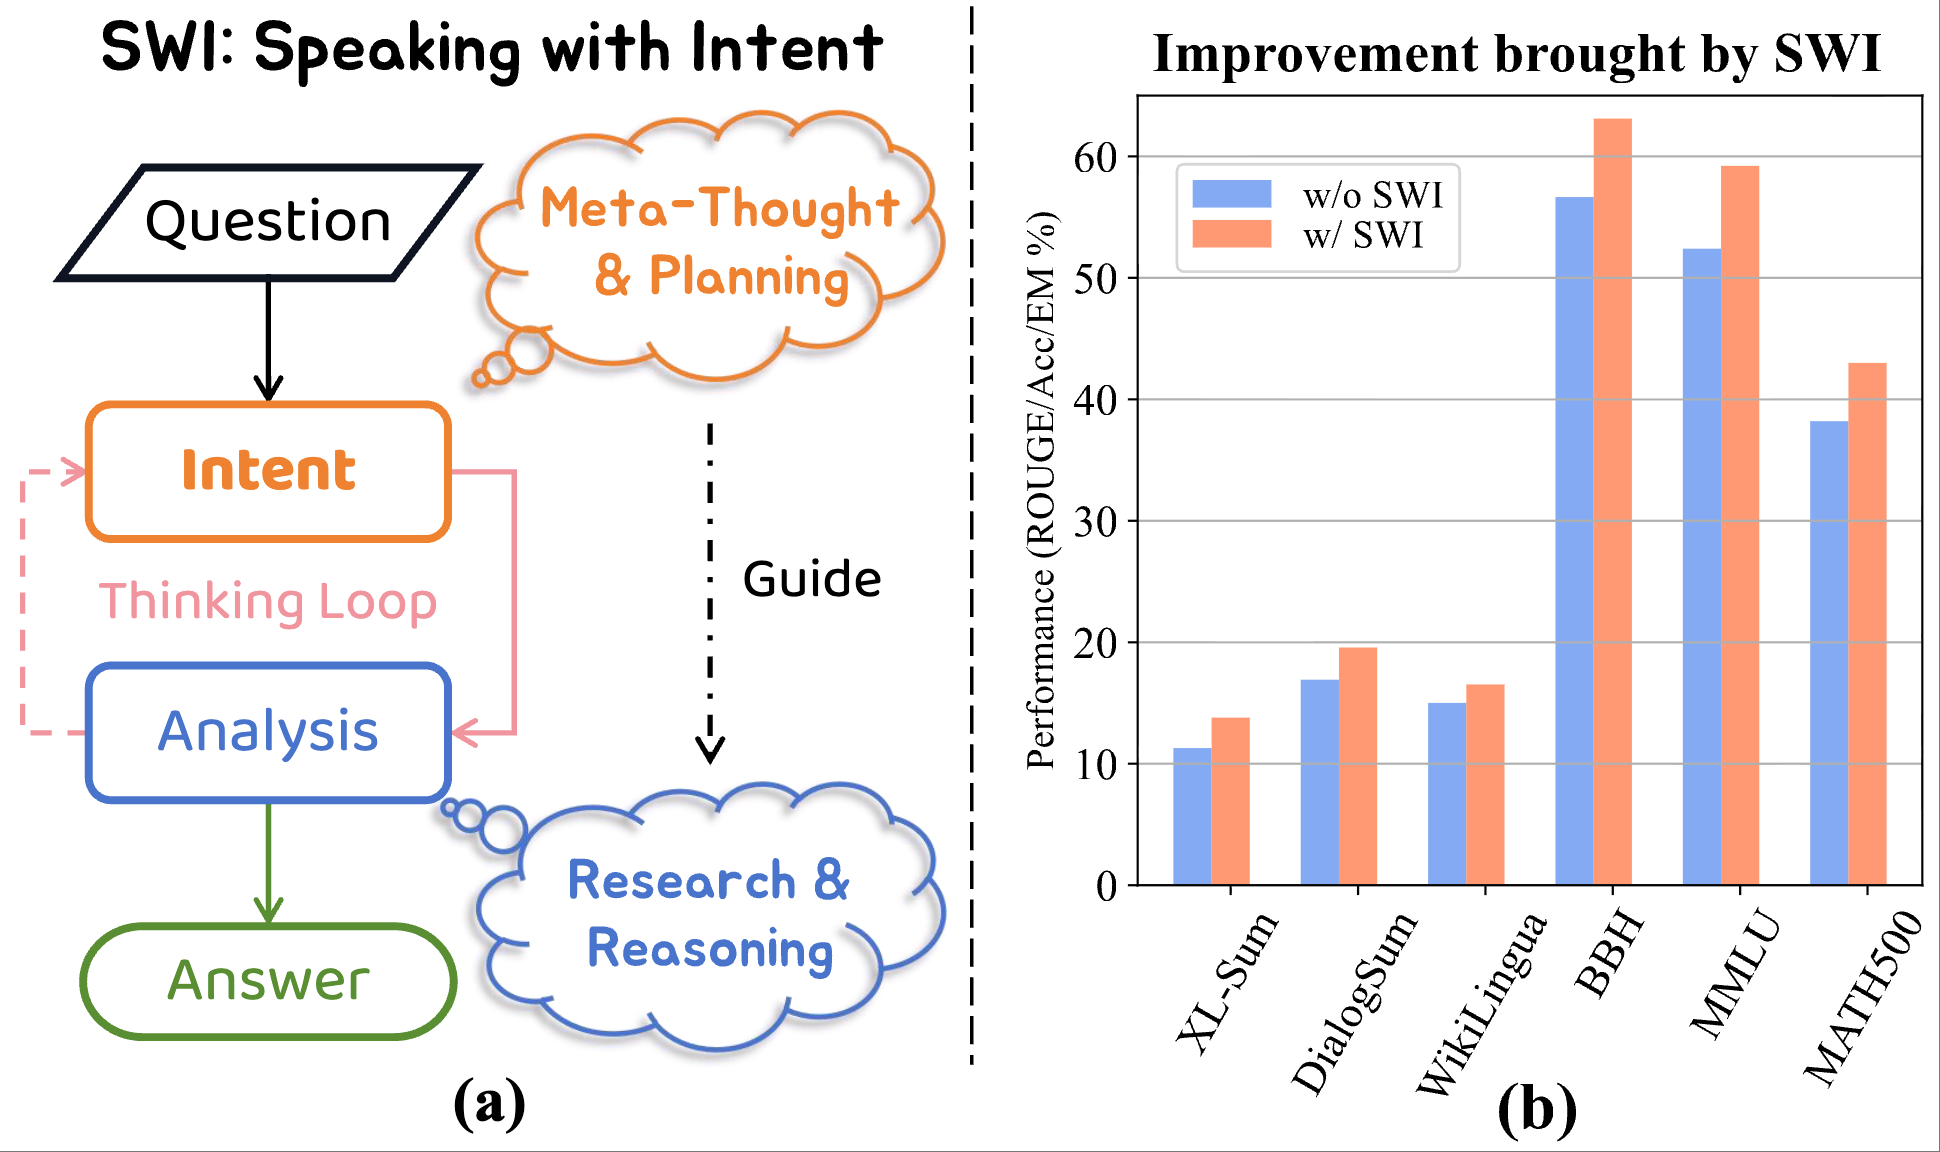 SWI: Speaking with Intent
Question
Meta-Thought
& Planning
Intent
Thinking Loop
Guide
Analysis
Research &
Reasoning
Answer
(a)
Improvement brought by SWI
Performance (ROUGE/Acc/EM %)
60
50
40
30
20
10
0
w/o SWI
w/ SWI
XL-Sum
DialogSum
WikiLingua
BBH
MMLU
MATH500
(b)